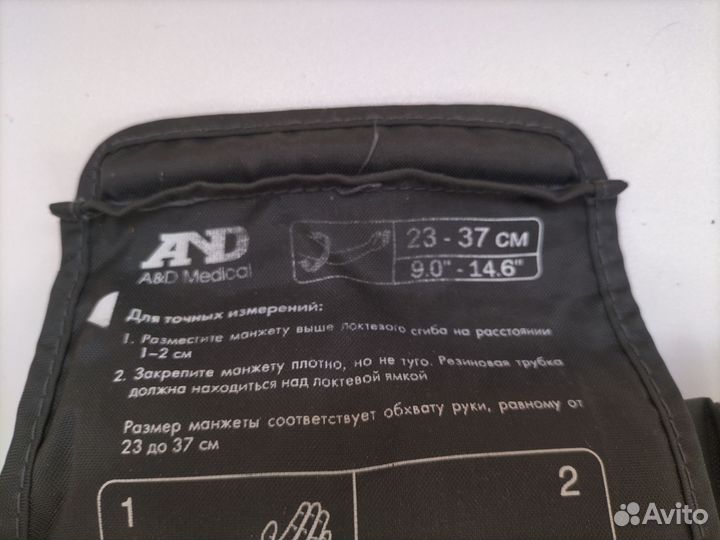 AND
A&D Medical
23 - 37 см
9.0" - 14.6"
Для точных измерений:
1. Разместите манжету выше локтевого сгиба на расстоянии
1-2 см
2. Закрепите манжету плотно, но не туго. Резиновая трубка
должна находиться над локтевой ямкой
Размер манжеты соответствует обхвату руки, равному от
23 до 37 см
1
2
Avito